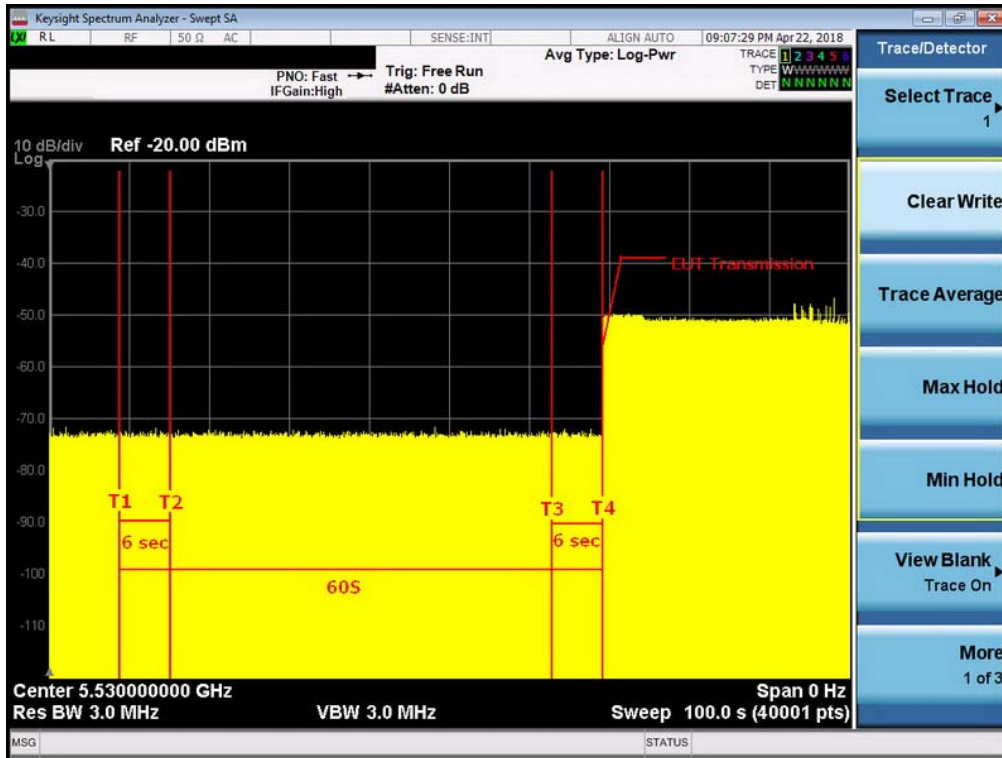 Keysight Spectrum Analyzer - Swept SA
LXI RL RF 50 Ω AC SENSE:INT ALIGN AUTO 09:07:29 PM Apr 22, 2018
PNO: Fast Trig: Free Run Avg Type: Log-Pwr TRACE 1 2 3 4 5 6
IFGain:High #Atten: 0 dB TYPE WWWWWW
DET N N N N N N
10 dB/div Ref -20.00 dBm
Log
-30.0
-40.0
-50.0
-60.0
-70.0
-80.0
-90.0
-100
-110
EUT Transmission
T1 T2 T3 T4
6 sec 6 sec
60S
Center 5.530000000 GHz Span 0 Hz
Res BW 3.0 MHz VBW 3.0 MHz Sweep 100.0 s (40001 pts)
MSG STATUS
Trace/Detector
Select Trace
1
Clear Write
Trace Average
Max Hold
Min Hold
View Blank
Trace On
More
1 of 3